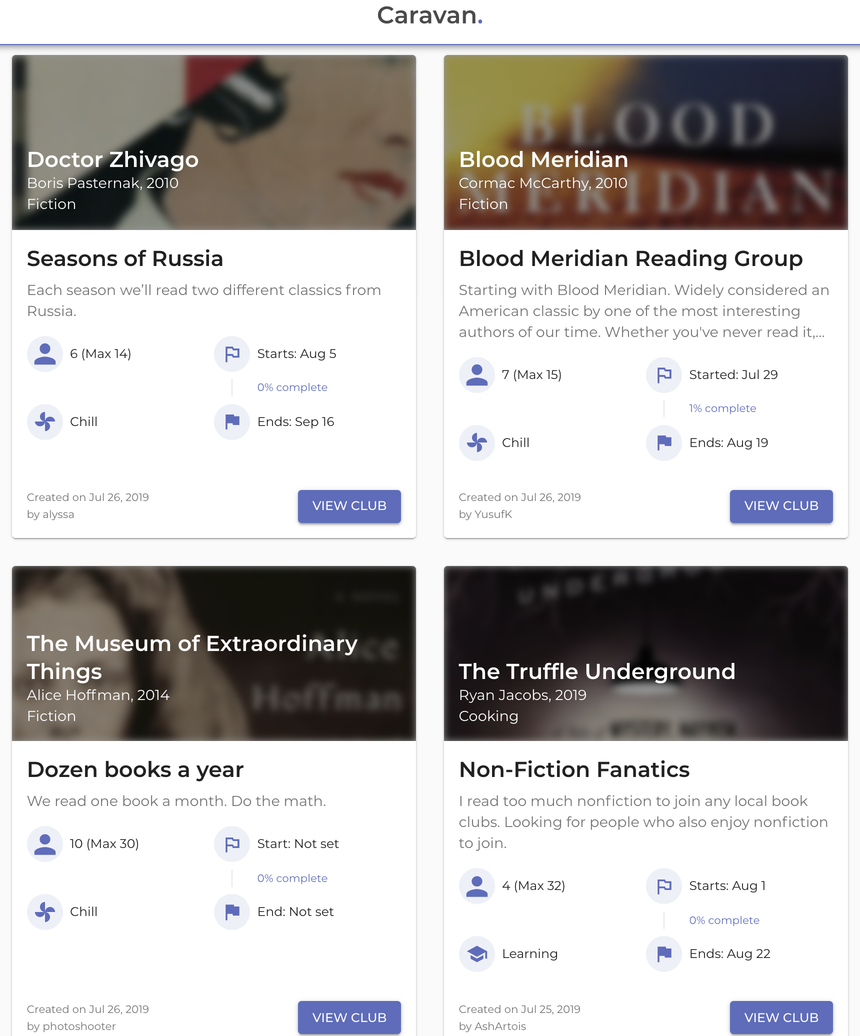 Caravan.
BLOOD
MERIDIAN
Doctor Zhivago
Boris Pasternak, 2010
Fiction
Blood Meridian
Cormac McCarthy, 2010
Fiction
Seasons of Russia
Each season we'll read two different classics from
Russia.
6 (Max 14)
Starts: Aug 5
0% complete
Chill
Ends: Sep 16
Created on Jul 26, 2019
by alyssa
VIEW CLUB
Blood Meridian Reading Group
Starting with Blood Meridian. Widely considered an
American classic by one of the most interesting
authors of our time. Whether you've never read it,...
7 (Max 15)
Started: Jul 29
1% complete
Chill
Ends: Aug 19
Created on Jul 26, 2019
by YusufK
VIEW CLUB
A NOVEL
Alice
Hoffman
The Museum of Extraordinary
Things
Alice Hoffman, 2014
Fiction
UNDERGROUND
The Truffle Underground
Ryan Jacobs, 2019
Cooking
Dozen books a year
We read one book a month. Do the math.
10 (Max 30)
Start: Not set
0% complete
Chill
End: Not set
Created on Jul 26, 2019
by photoshooter
VIEW CLUB
Non-Fiction Fanatics
I read too much nonfiction to join any local book
clubs. Looking for people who also enjoy nonfiction
to join.
4 (Max 32)
Starts: Aug 1
0% complete
Learning
Ends: Aug 22
Created on Jul 25, 2019
by AshArtois
VIEW CLUB